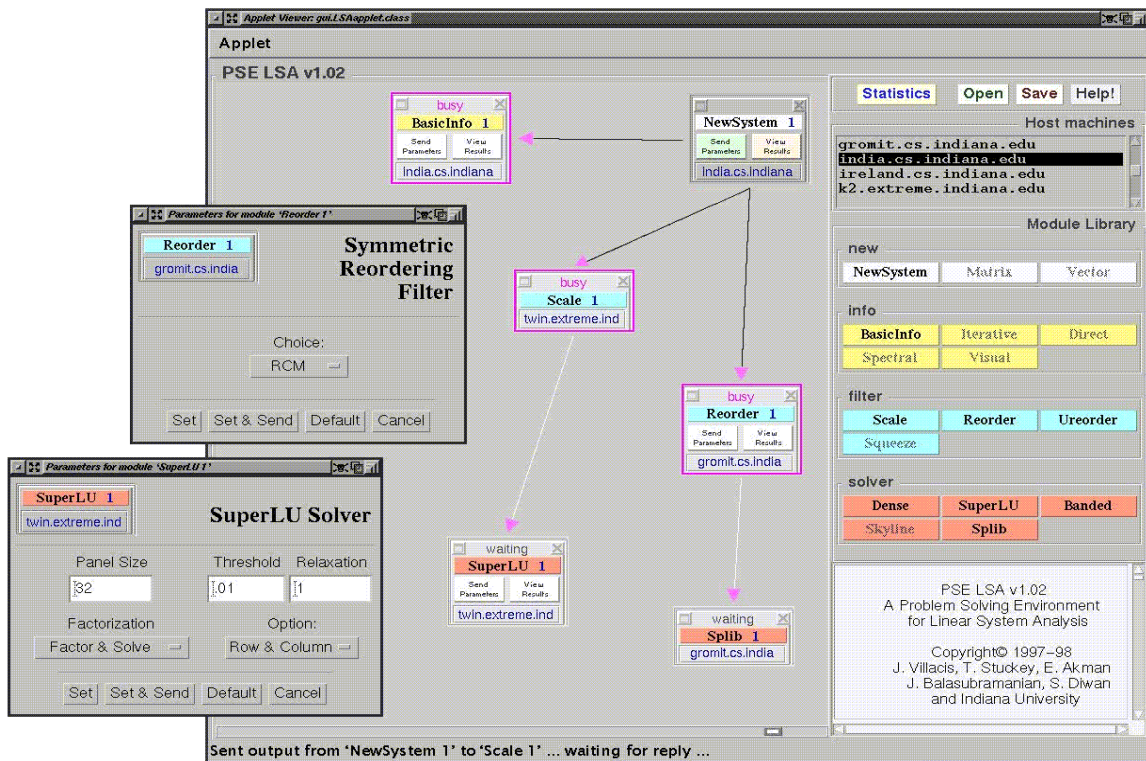 Applet Viewer: gui.LSAapplet.class
Applet
PSE LSA v1.02
busy
BasicInfo 1
Send Parameters
View Results
India.cs.indiana
NewSystem 1
Send Parameters
View Results
India.cs.indiana
Statistics
Open
Save
Help!
Host machines
gromit.cs.indiana.edu
india.cs.indiana.edu
ireland.cs.indiana.edu
k2.extreme.indiana.edu
Module Library
new
NewSystem
Matrix
Vector
info
BasicInfo
Iterative
Direct
Spectral
Visual
filter
Scale
Reorder
Ureorder
Squeeze
solver
Dense
SuperLU
Banded
Skyline
Splib
Parameters for module 'Reorder 1'
Reorder 1
gromit.cs.india
Symmetric
Reordering
Filter
Choice:
RCM
Set
Set & Send
Default
Cancel
busy
Scale 1
twin.extreme.ind
busy
Reorder 1
Send Parameters
View Results
gromit.cs.india
Parameters for module 'SuperLU 1'
SuperLU 1
twin.extreme.ind
SuperLU Solver
Panel Size
Threshold
Relaxation
32
.01
1
Factorization
Option:
Factor & Solve
Row & Column
Set
Set & Send
Default
Cancel
waiting
SuperLU 1
Send Parameters
View Results
twin.extreme.ind
waiting
Splib 1
gromit.cs.india
PSE LSA v1.02
A Problem Solving Environment
for Linear System Analysis
Copyright© 1997-98
J. Villacis, T. Stuckey, E. Akman
J. Balasubramanian, S. Diwan
and Indiana University
Sent output from 'NewSystem 1' to 'Scale 1' ... waiting for reply ...